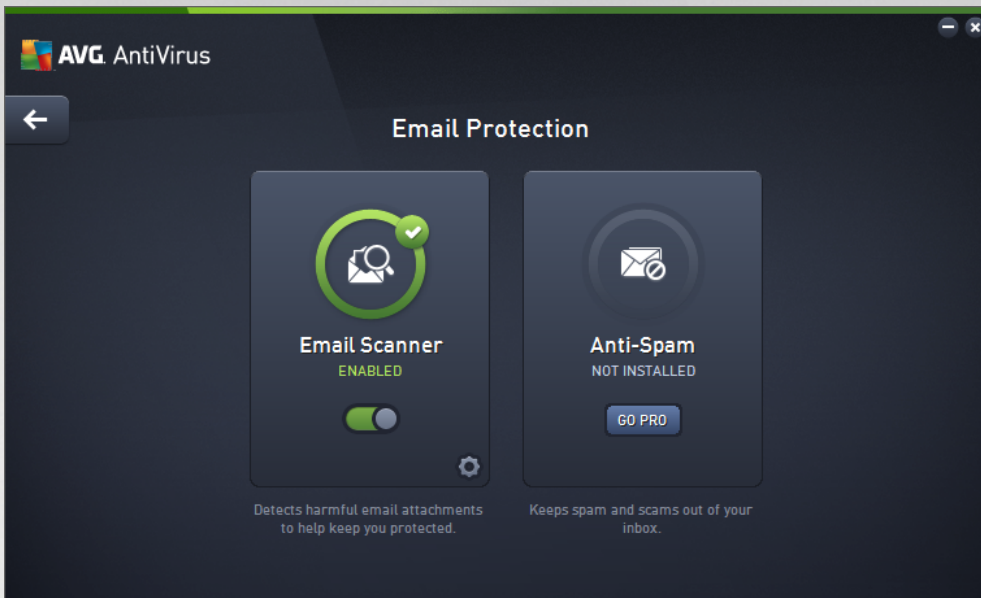 AVG AntiVirus
Email Protection
Email Scanner
ENABLED
Detects harmful email attachments
to help keep you protected.
Anti-Spam
NOT INSTALLED
GO PRO
Keeps spam and scams out of your
inbox.